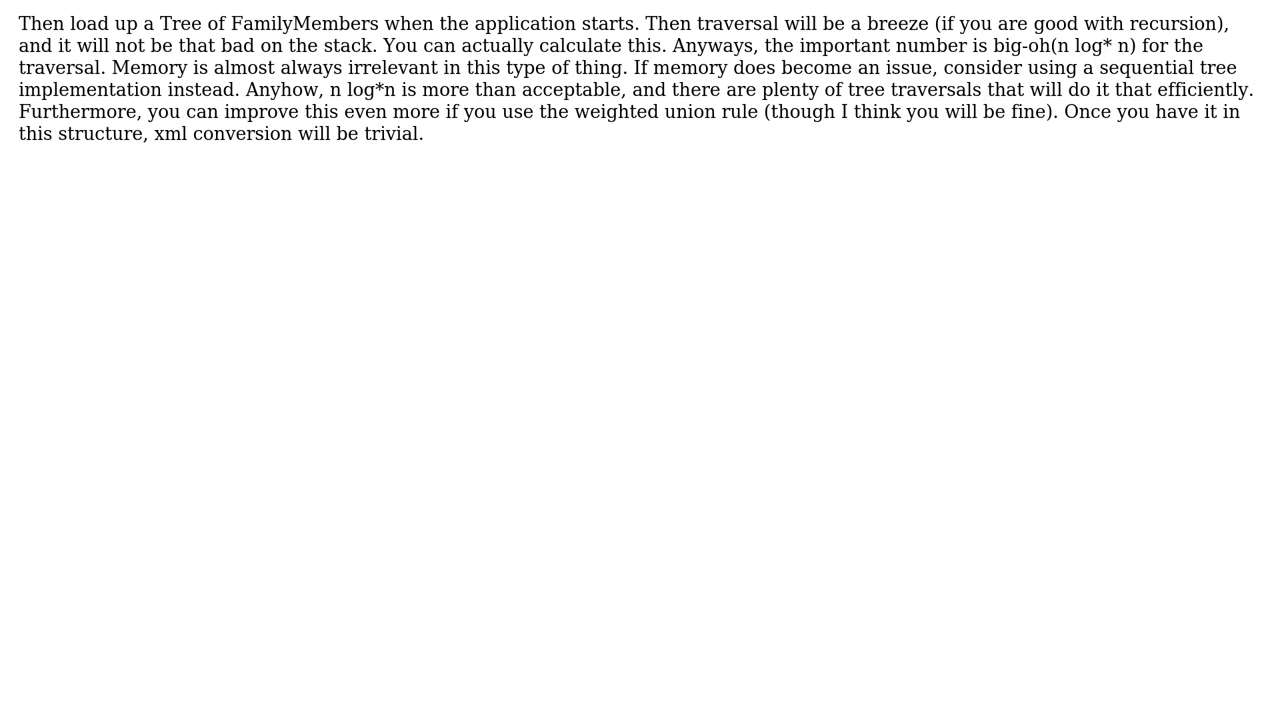 Then load up a Tree of FamilyMembers when the application starts. Then traversal will be a breeze (if you are good with recursion),
and it will not be that bad on the stack. You can actually calculate this. Anyways, the important number is big-oh(n log* n) for the
traversal. Memory is almost always irrelevant in this type of thing. If memory does become an issue, consider using a sequential tree
implementation instead. Anyhow, n log*n is more than acceptable, and there are plenty of tree traversals that will do it that efficiently.
Furthermore, you can improve this even more if you use the weighted union rule (though I think you will be fine). Once you have it in
this structure, xml conversion will be trivial.